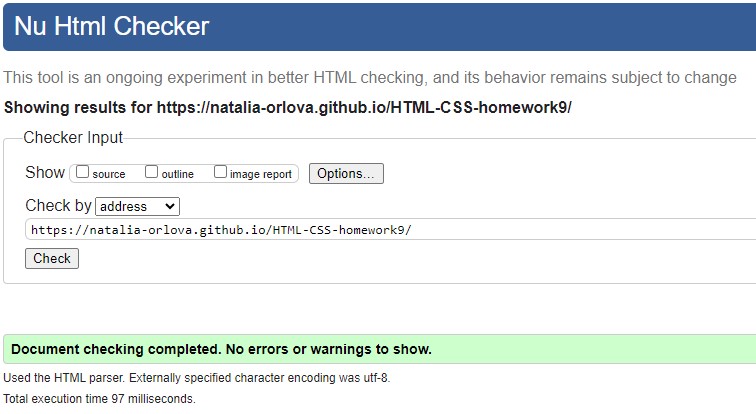 Nu Html Checker
This tool is an ongoing experiment in better HTML checking, and its behavior remains subject to change
Showing results for https://natalia-orlova.github.io/HTML-CSS-homework9/
Checker Input
Show source outline image report Options...
Check by address
https://natalia-orlova.github.io/HTML-CSS-homework9/
Check
Document checking completed. No errors or warnings to show.
Used the HTML parser. Externally specified character encoding was utf-8.
Total execution time 97 milliseconds.